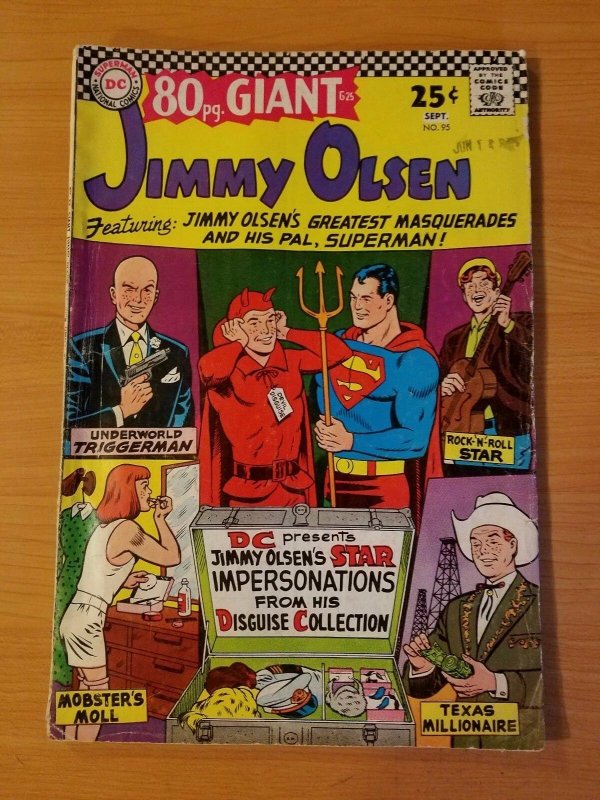 SUPERMAN
DC
NATIONAL COMICS
80 pg. GIANT G-25
25¢
SEPT.
NO. 95
APPROVED
BY THE
COMICS
CODE
AUTHORITY
JIMMY OLSEN
Featuring: JIMMY OLSEN'S GREATEST MASQUERADES
AND HIS PAL, SUPERMAN!
DEVIL
DISGUISE
S
UNDERWORLD
TRIGGERMAN
ROCK-'N'-ROLL
STAR
DC presents
JIMMY OLSEN'S STAR
IMPERSONATIONS
FROM HIS
DISGUISE COLLECTION
MOBSTER'S
MOLL
TEXAS
MILLIONAIRE